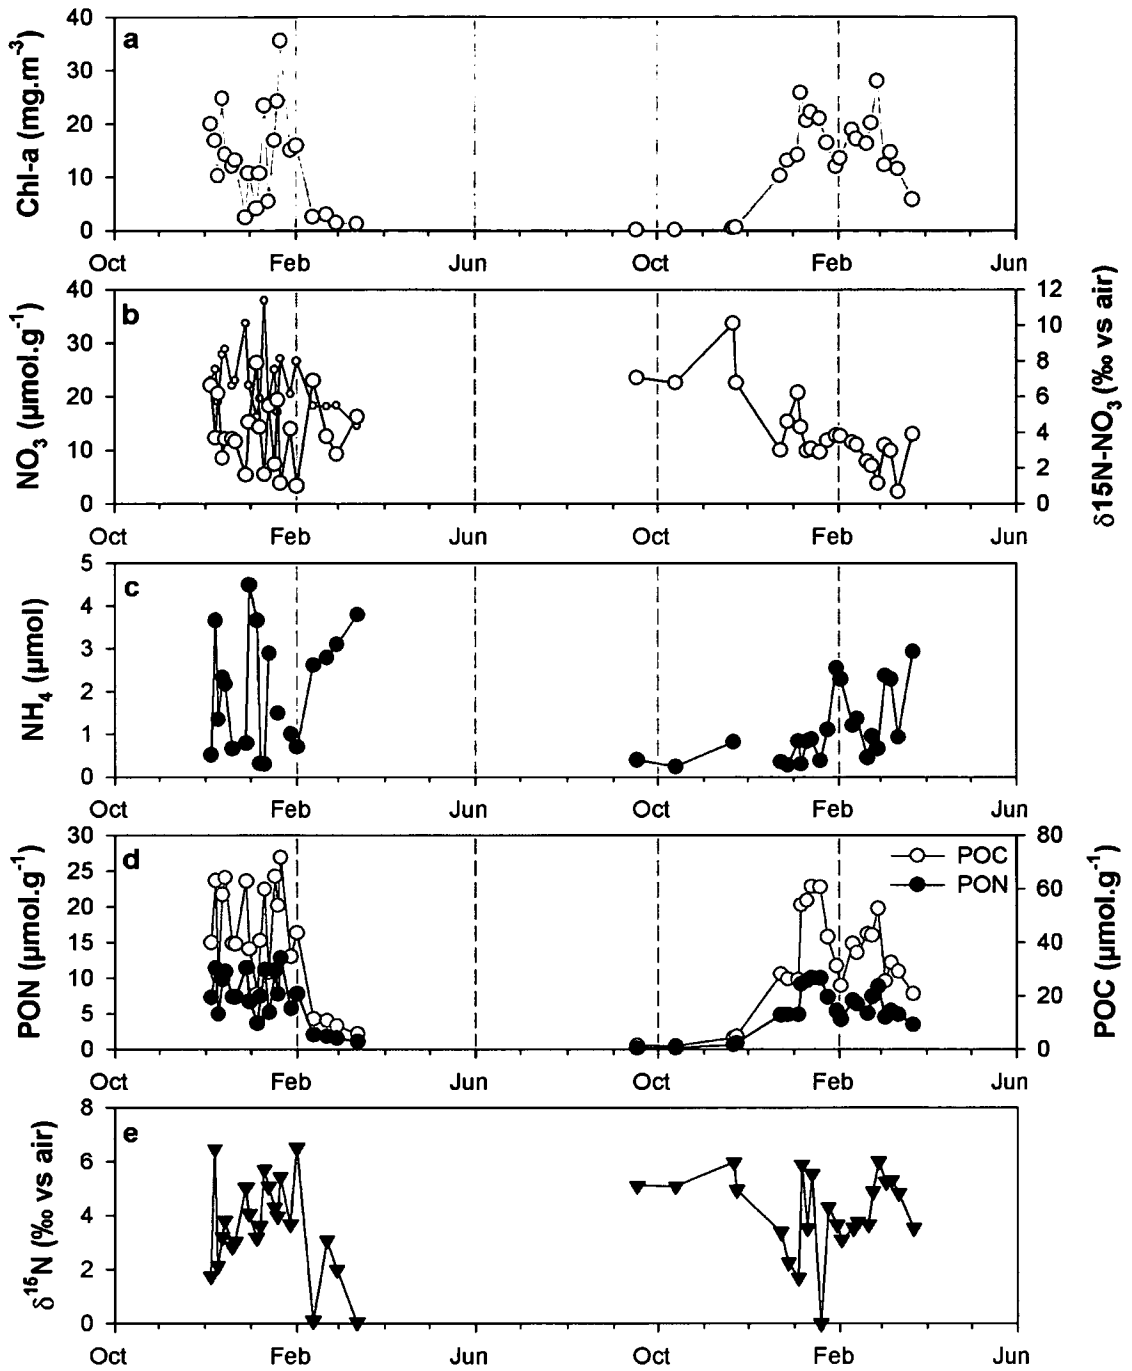 a
Chl-a (mg.m⁻³)
40
30
20
10
0
Oct Feb Jun Oct Feb Jun
b
NO₃ (µmol.g⁻¹)
40
30
20
10
0
12
10
8
6
4
2
0
δ15N-NO₃ (‰ vs air)
Oct Feb Jun Oct Feb Jun
c
NH₄ (µmol)
5
4
3
2
1
0
Oct Feb Jun Oct Feb Jun
d
PON (µmol.g⁻¹)
30
25
20
15
10
5
0
POC
PON
80
60
40
20
0
POC (µmol.g⁻¹)
Oct Feb Jun Oct Feb Jun
e
δ¹⁵N (‰ vs air)
8
6
4
2
0
Oct Feb Jun Oct Feb Jun